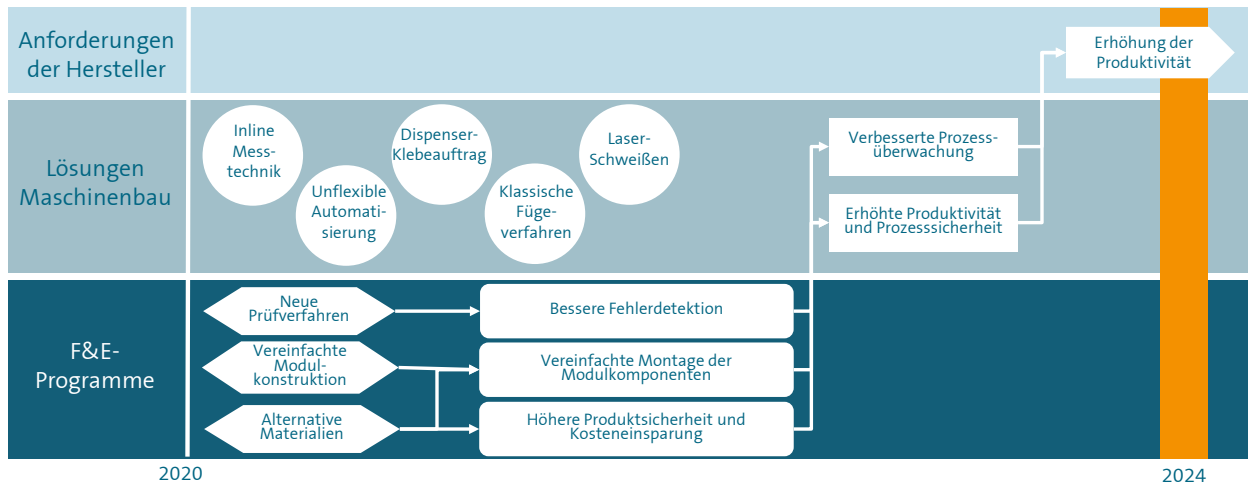 Anforderungen
der Hersteller
Erhöhung der
Produktivität
Lösungen
Maschinenbau
Inline
Mess-
technik
Unflexible
Automati-
sierung
Dispenser-
Klebeauftrag
Klassische
Füge-
verfahren
Laser-
Schweißen
Verbesserte Prozess-
überwachung
Erhöhte Produktivität
und Prozesssicherheit
F&E-
Programme
Neue
Prüfverfahren
Bessere Fehlerdetektion
Vereinfachte
Modul-
konstruktion
Vereinfachte Montage der
Modulkomponenten
Alternative
Materialien
Höhere Produktsicherheit und
Kosteneinsparung
2020
2024